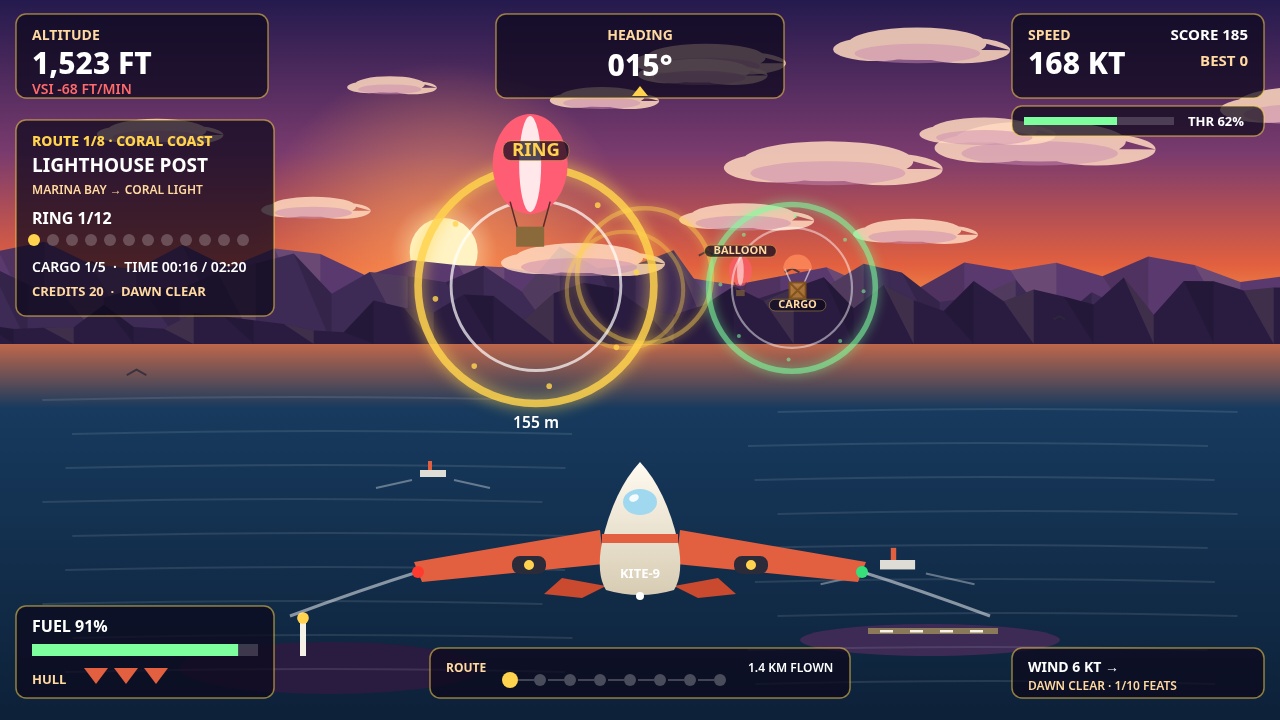 ALTITUDE
1,523 FT
VSI -68 FT/MIN
HEADING
015°
SPEED
SCORE 185
168 KT
BEST 0
THR 62%
ROUTE 1/8 · CORAL COAST
LIGHTHOUSE POST
MARINA BAY → CORAL LIGHT
RING 1/12
CARGO 1/5 · TIME 00:16 / 02:20
CREDITS 20 · DAWN CLEAR
RING
BALLOON
CARGO
155 m
KITE-9
FUEL 91%
HULL
ROUTE
1.4 KM FLOWN
WIND 6 KT →
DAWN CLEAR · 1/10 FEATS